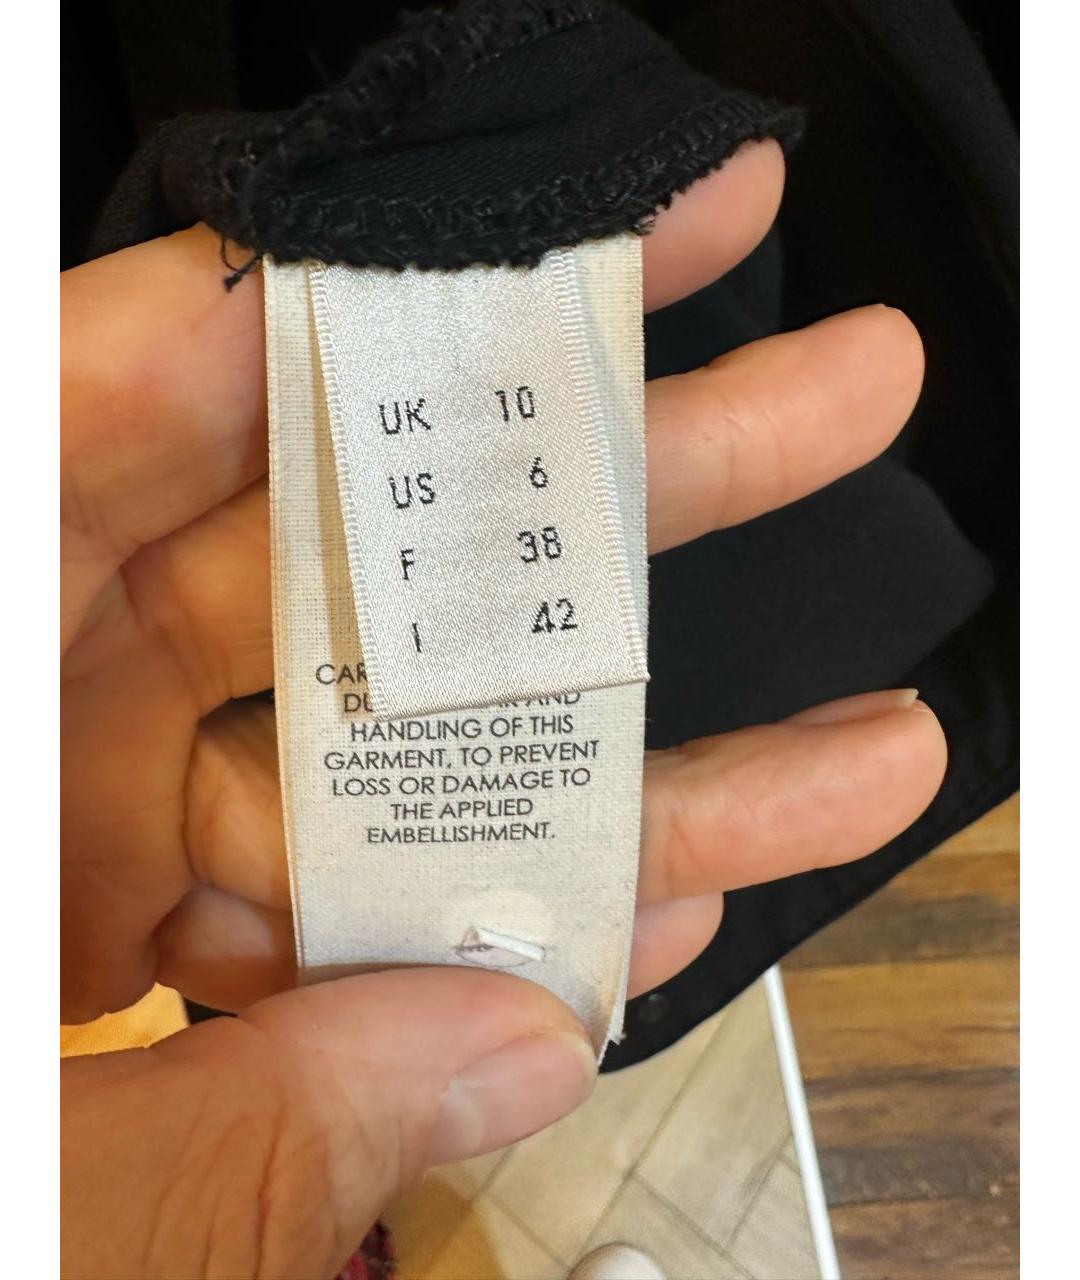 UK 10
US 6
F 38
I 42
AND
HANDLING OF THIS
GARMENT, TO PREVENT
LOSS OR DAMAGE TO
THE APPLIED
EMBELLISHMENT.